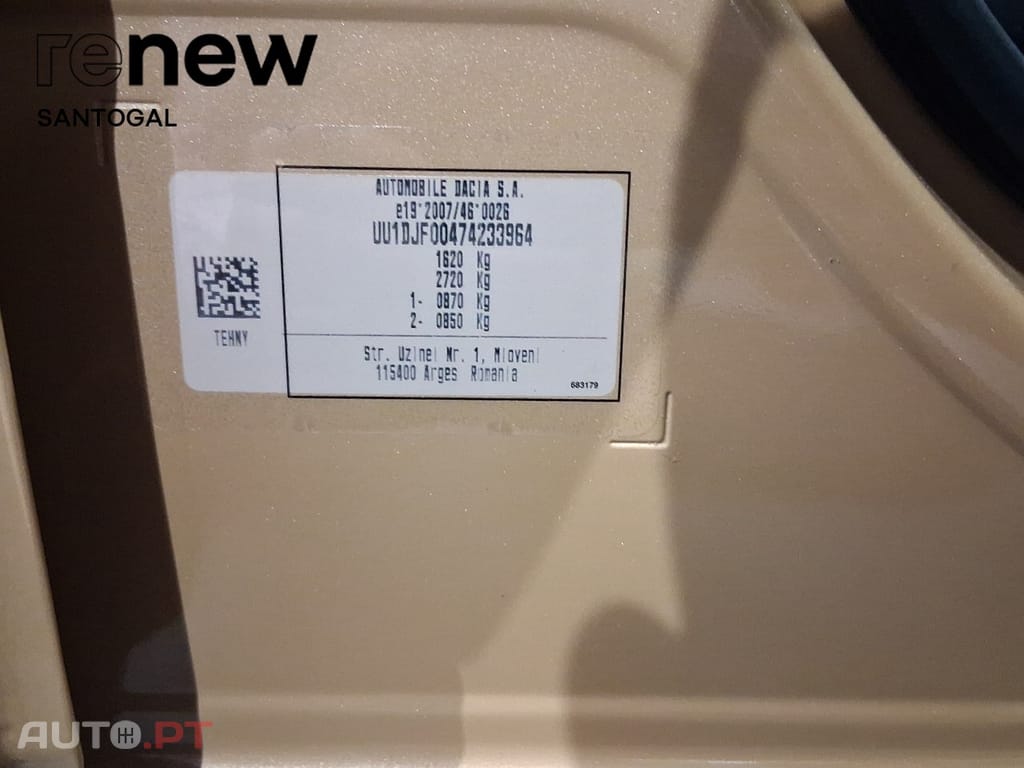 renew
SANTOGAL
AUTOMOBILE DACIA S.A.
e19*2007/46*0026
UU1DJF00474233964
1620 Kg
2720 Kg
1- 0870 Kg
2- 0850 Kg
TEHNY
Str. Uzinei Nr. 1, Mioveni
115400 Arges Romania
683179
AUTO.PT